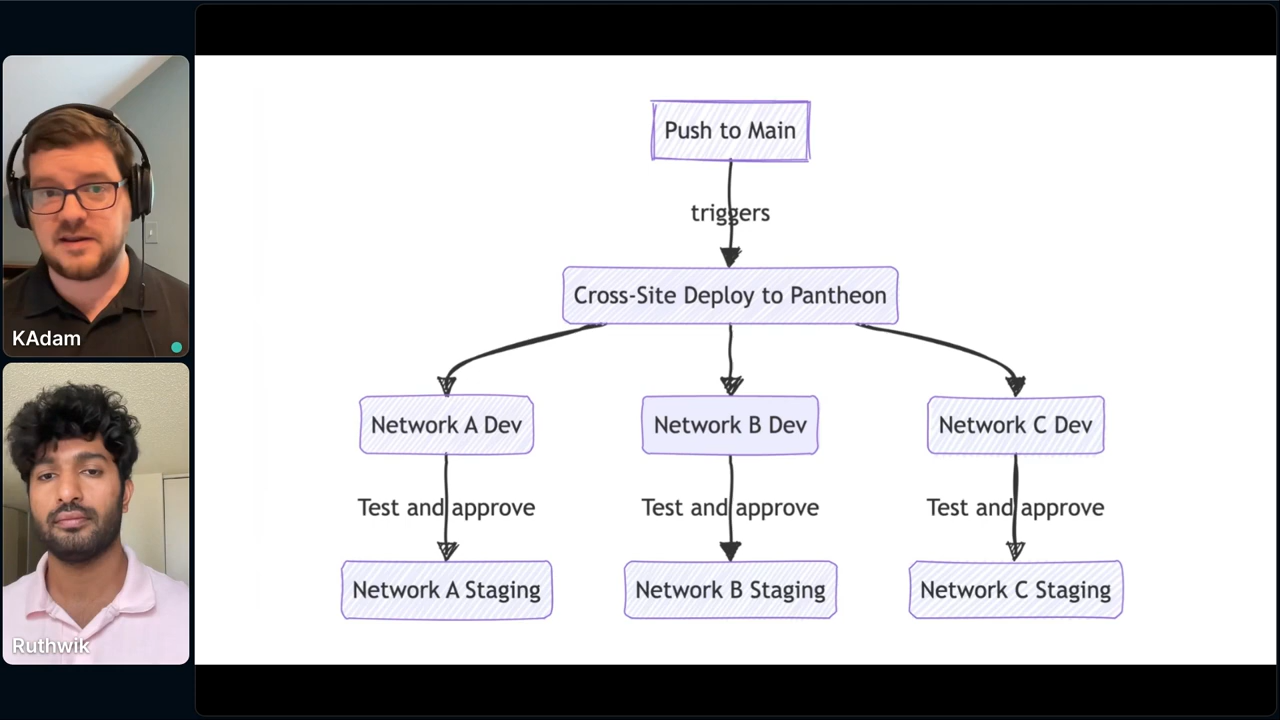 KAdam
Ruthwik
Push to Main
triggers
Cross-Site Deploy to Pantheon
Network A Dev
Network B Dev
Network C Dev
Test and approve
Test and approve
Test and approve
Network A Staging
Network B Staging
Network C Staging